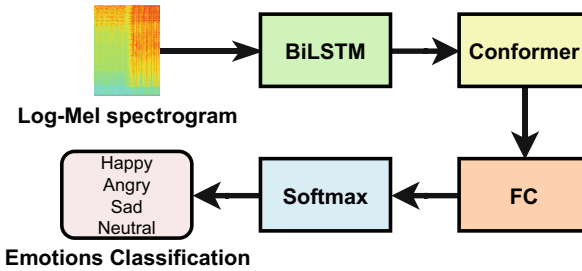 BiLSTM
Conformer
Log-Mel spectrogram
Happy
Angry
Sad
Neutral
Softmax
FC
Emotions Classification